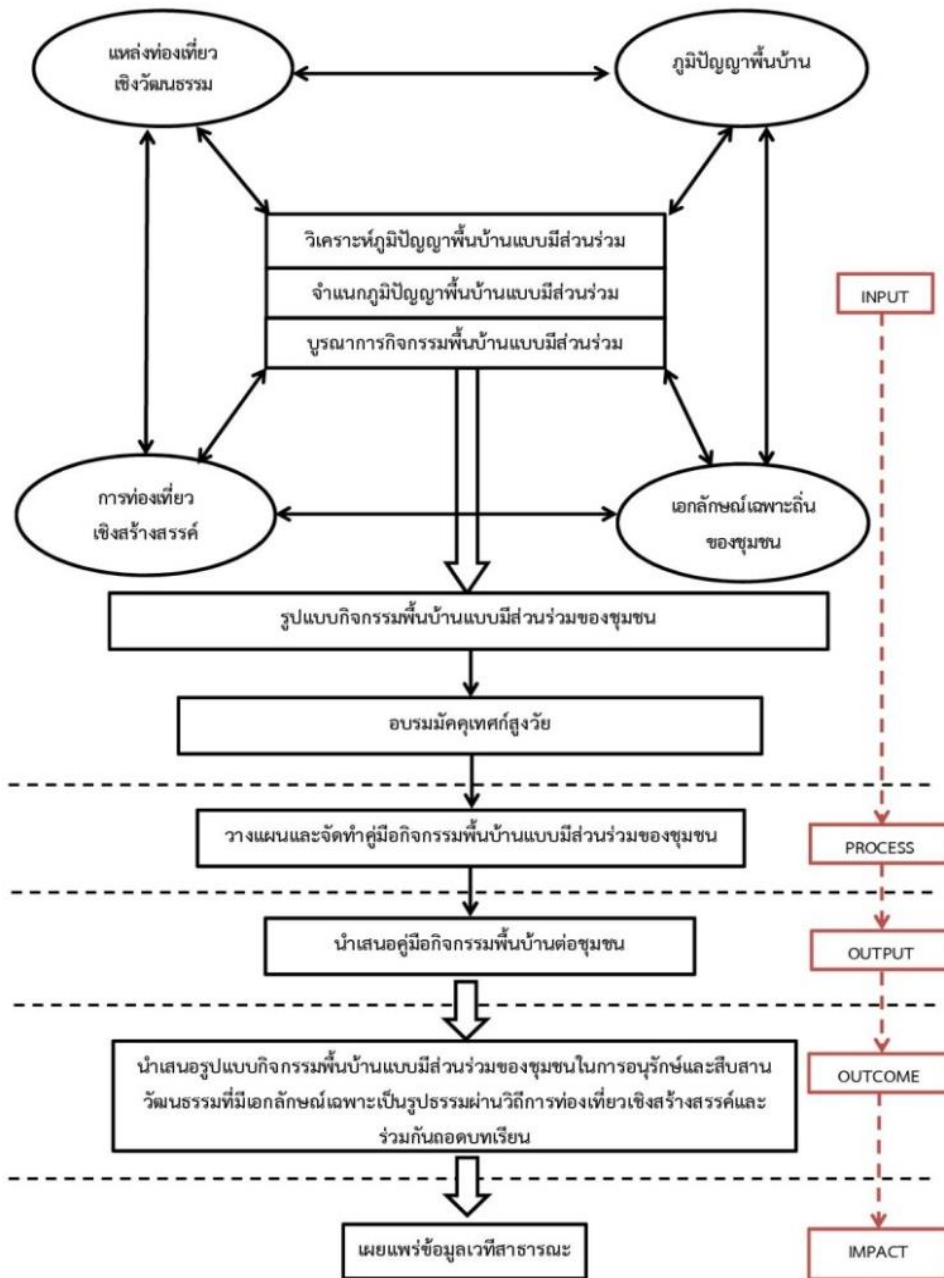 แหล่งท่องเที่ยว
เชิงวัฒนธรรม
ภูมิปัญญาพื้นบ้าน
วิเคราะห์ภูมิปัญญาพื้นบ้านแบบมีส่วนร่วม
จำแนกภูมิปัญญาพื้นบ้านแบบมีส่วนร่วม
บูรณาการกิจกรรมพื้นบ้านแบบมีส่วนร่วม
INPUT
การท่องเที่ยว
เชิงสร้างสรรค์
เอกลักษณ์เฉพาะถิ่น
ของชุมชน
รูปแบบกิจกรรมพื้นบ้านแบบมีส่วนร่วมของชุมชน
อบรมมัคคุเทศก์สูงวัย
วางแผนและจัดทำคู่มือกิจกรรมพื้นบ้านแบบมีส่วนร่วมของชุมชน
PROCESS
นำเสนอคู่มือกิจกรรมพื้นบ้านต่อชุมชน
OUTPUT
นำเสนอรูปแบบกิจกรรมพื้นบ้านแบบมีส่วนร่วมของชุมชนในการอนุรักษ์และสืบสาน
วัฒนธรรมที่มีเอกลักษณ์เฉพาะเป็นรูปธรรมผ่านวิถีการท่องเที่ยวเชิงสร้างสรรค์และ
ร่วมกันถอดบทเรียน
OUTCOME
เผยแพร่ข้อมูลเวทีสาธารณะ
IMPACT